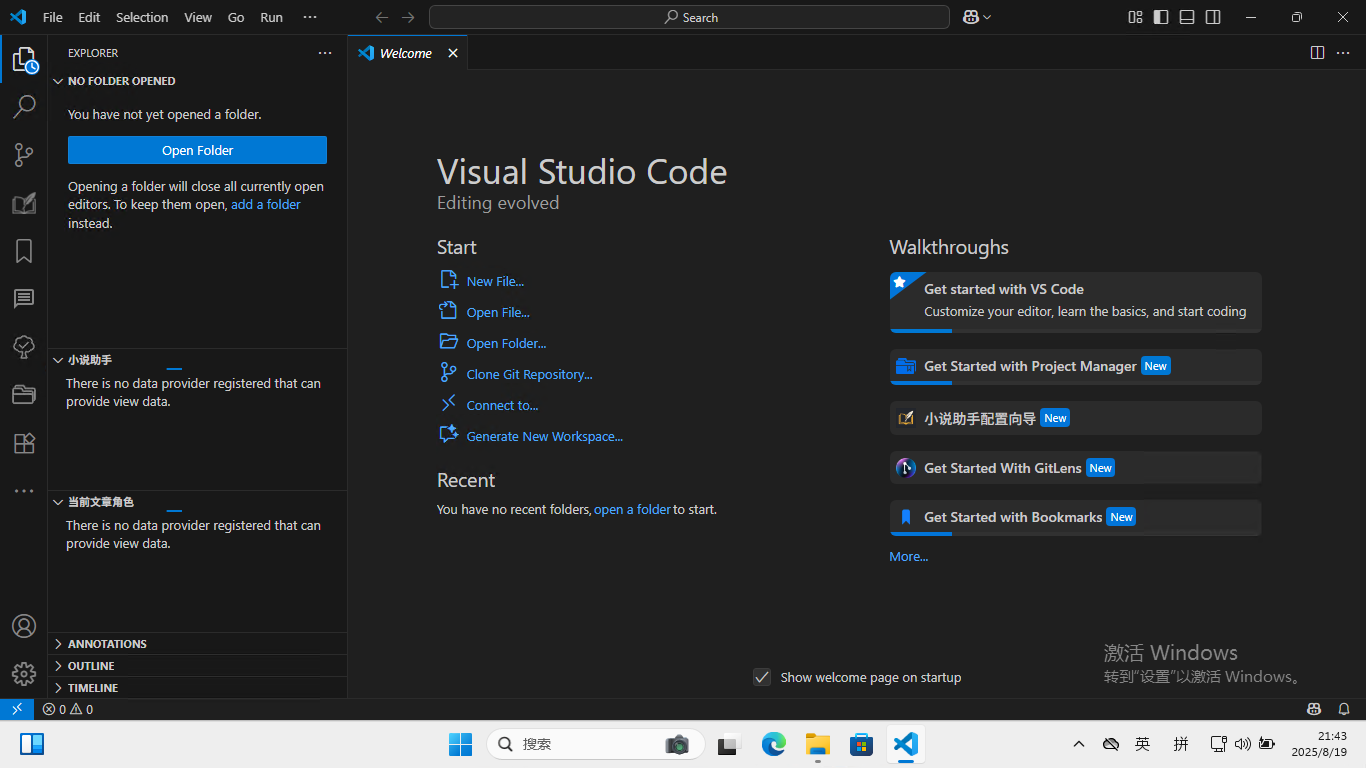 File Edit Selection View Go Run
Search
EXPLORER
Welcome
NO FOLDER OPENED
You have not yet opened a folder.
Open Folder
Opening a folder will close all currently open
editors. To keep them open, add a folder
instead.
小说助手
There is no data provider registered that can
provide view data.
当前文章角色
There is no data provider registered that can
provide view data.
ANNOTATIONS
OUTLINE
TIMELINE
Visual Studio Code
Editing evolved
Start
New File...
Open File...
Open Folder...
Clone Git Repository...
Connect to...
Generate New Workspace...
Recent
You have no recent folders, open a folder to start.
Walkthroughs
Get started with VS Code
Customize your editor, learn the basics, and start coding
Get Started with Project Manager New
小说助手配置向导 New
Get Started With GitLens New
Get Started with Bookmarks New
More...
Show welcome page on startup
激活 Windows
转到"设置"以激活 Windows。
0 0
搜索
英
拼
21:43
2025/8/19